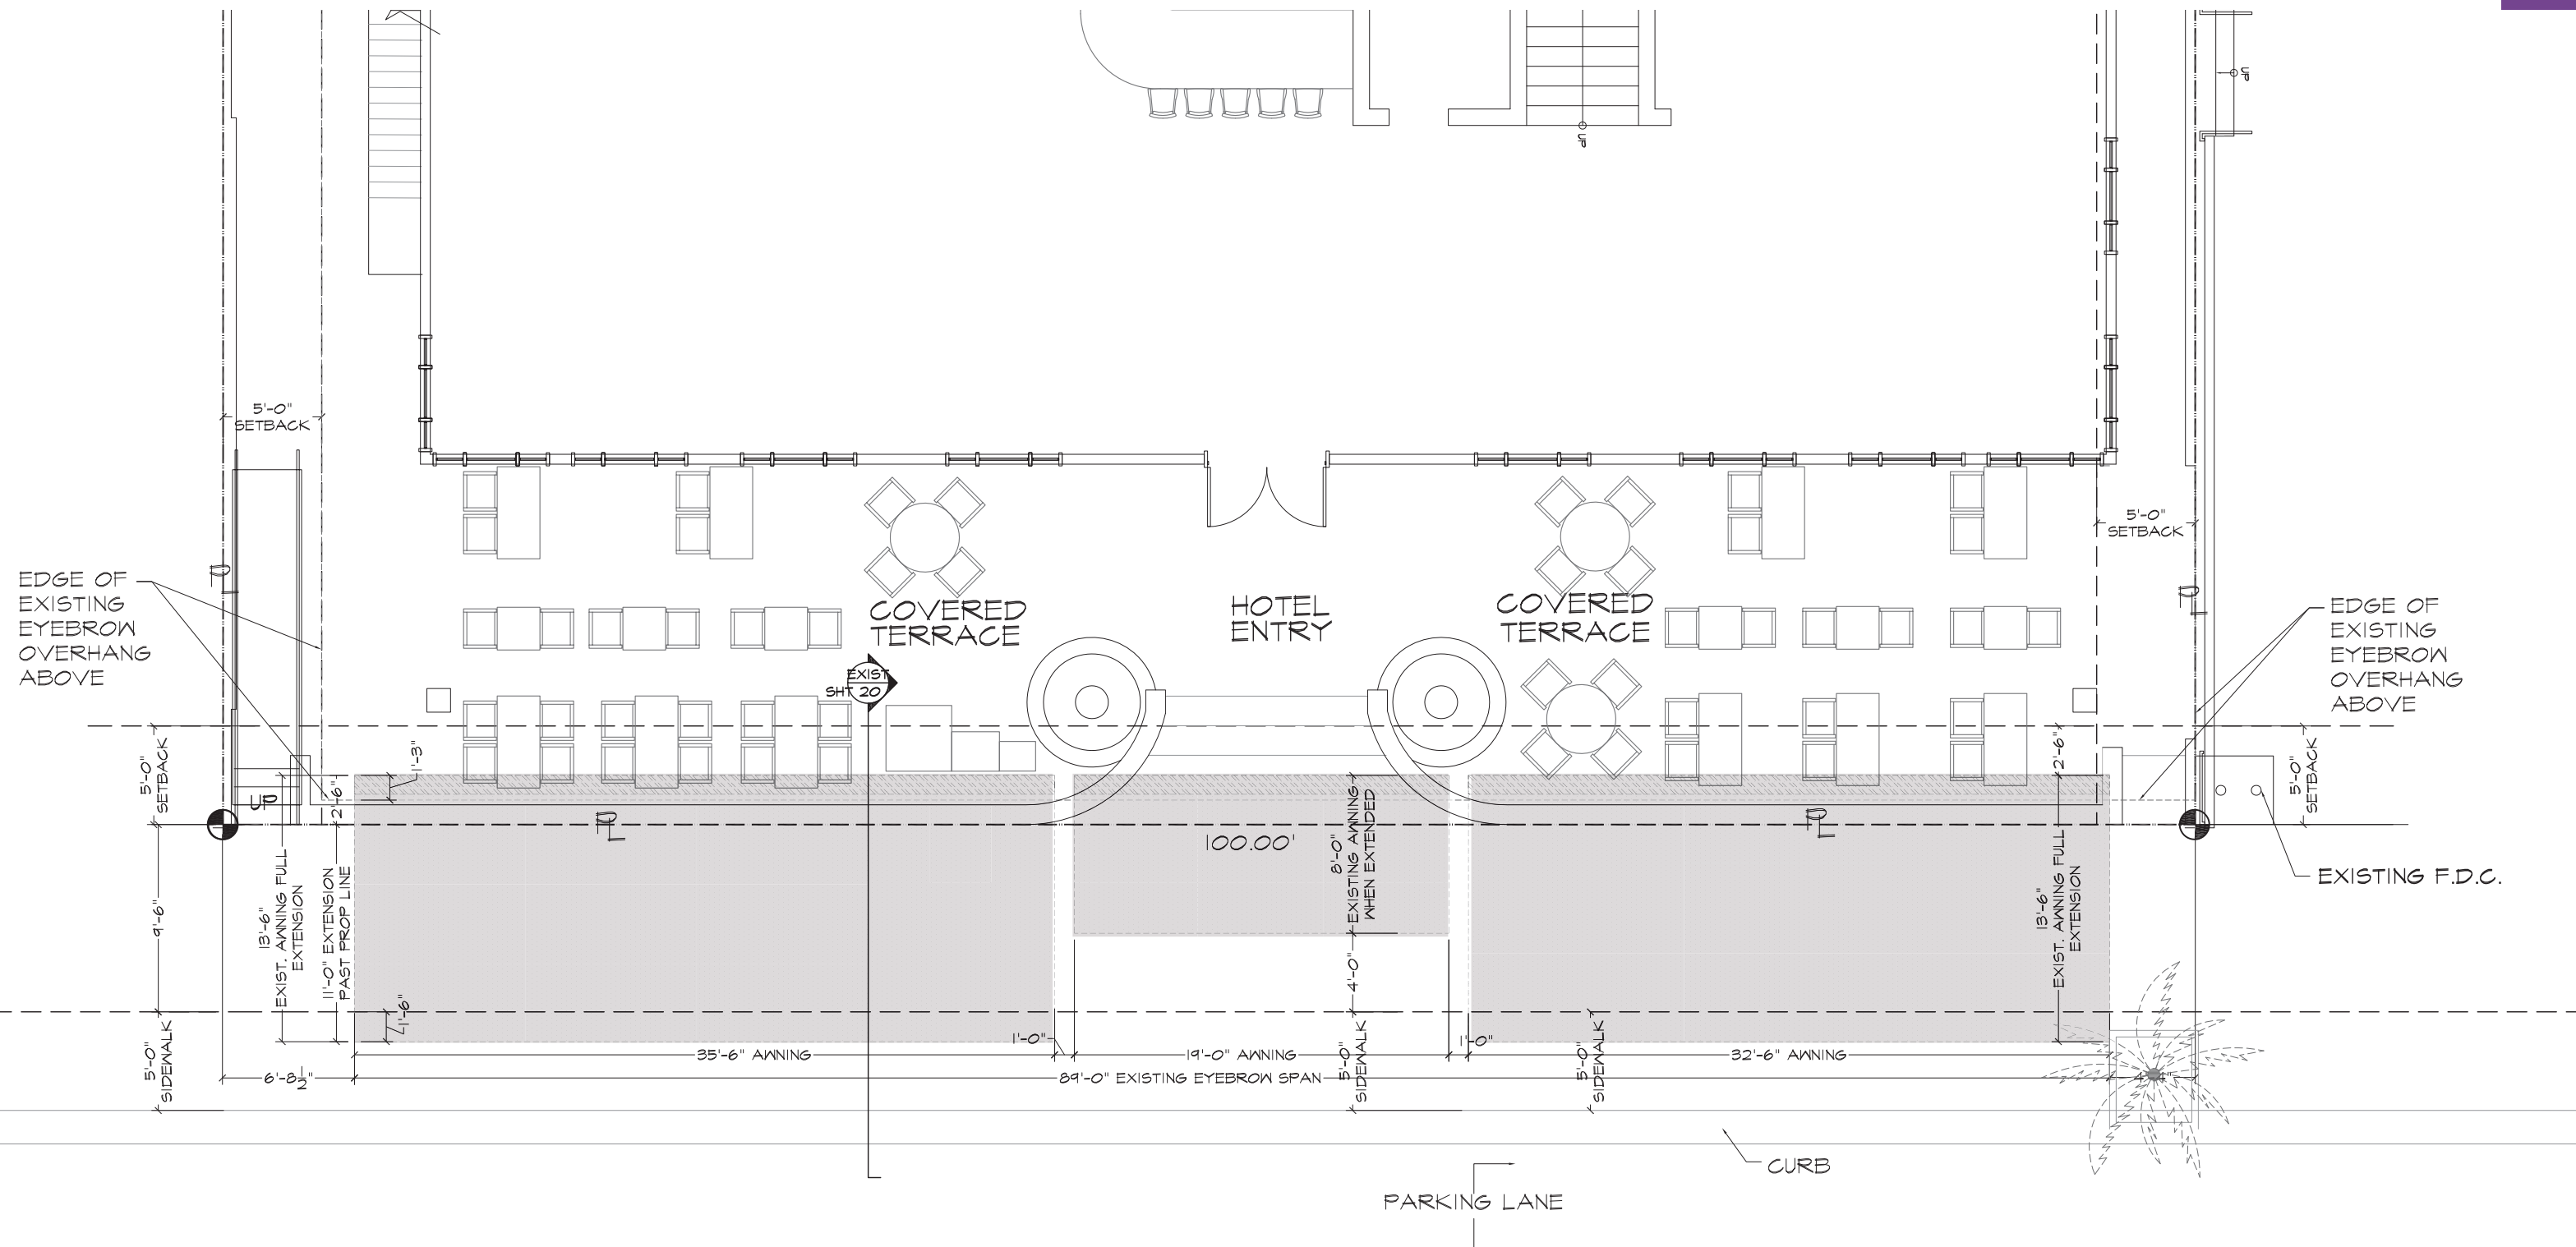 UP
UP
5'-0"
SETBACK
5'-0"
SETBACK
EDGE OF
EXISTING
EYEBROW
OVERHANG
ABOVE
COVERED
TERRACE
HOTEL
ENTRY
COVERED
TERRACE
EDGE OF
EXISTING
EYEBROW
OVERHANG
ABOVE
EXIST
SHT 20
5'-0"
SETBACK
1'-3"
2'-6"
UP
2'-6"
5'-0"
SETBACK
100.00'
8'-0"
EXISTING AWNING
WHEN EXTENDED
EXISTING F.D.C.
9'-6"
13'-6"
EXIST. AWNING FULL
EXTENSION
11'-0" EXTENSION
PAST PROP LINE
13'-6"
EXIST. AWNING FULL
EXTENSION
4'-0"
1'-6"
5'-0"
SIDEWALK
1'-0"
5'-0"
SIDEWALK
1'-0"
5'-0"
SIDEWALK
35'-6" AWNING
19'-0" AWNING
32'-6" AWNING
6'-8½"
89'-0" EXISTING EYEBROW SPAN
CURB
PARKING LANE